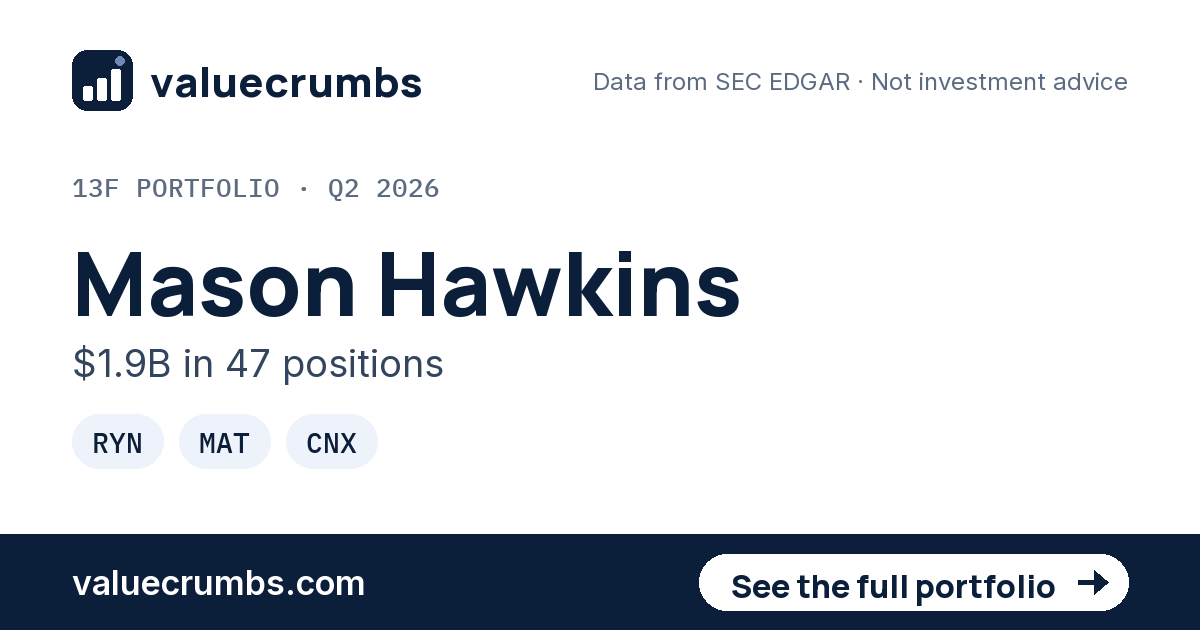 valuecrumbs
Data from SEC EDGAR · Not investment advice
13F PORTFOLIO · Q2 2026
Mason Hawkins
$1.9B in 47 positions
RYN MAT CNX
valuecrumbs.com
See the full portfolio →